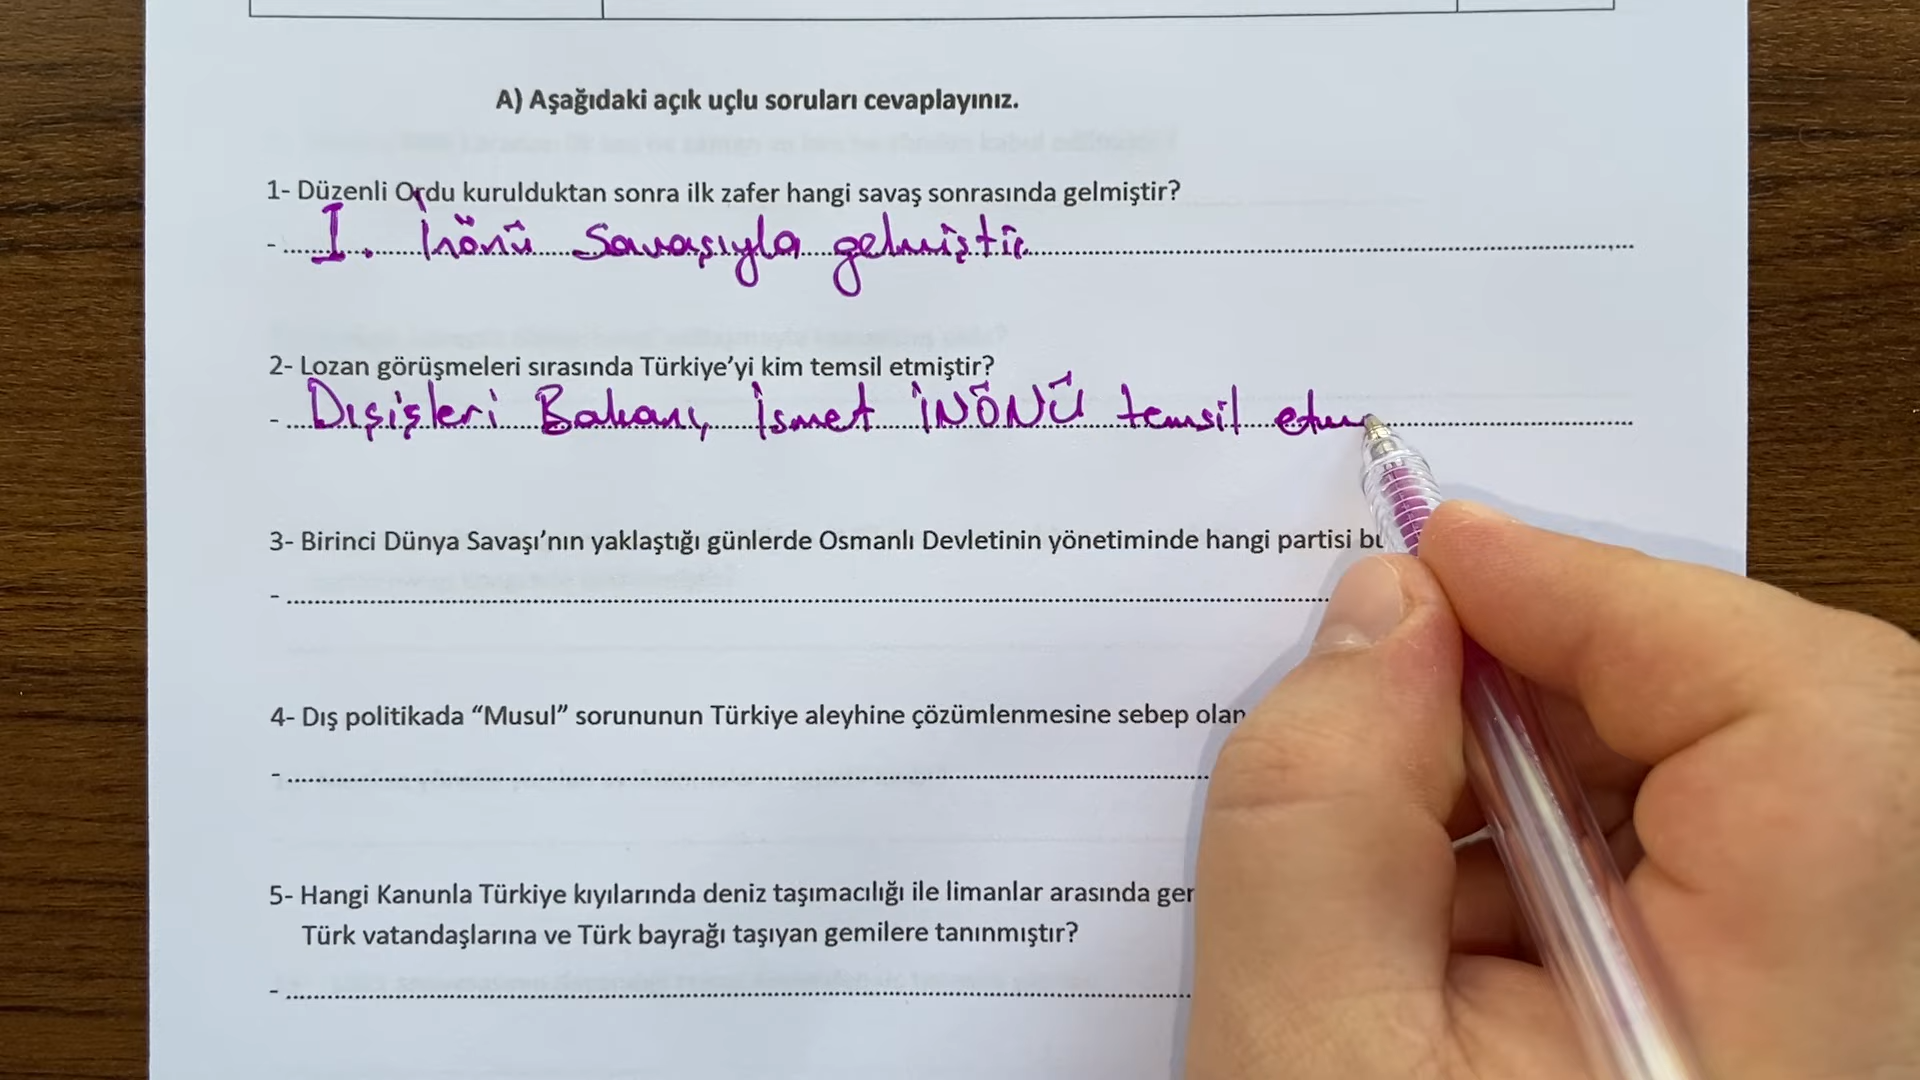 A) Aşağıdaki açık uçlu soruları cevaplayınız.
1- Düzenli Ordu kurulduktan sonra ilk zafer hangi savaş sonrasında gelmiştir?
- I. İnönü Savaşıyla gelmiştir.
2- Lozan görüşmeleri sırasında Türkiye'yi kim temsil etmiştir?
- Dışişleri Bakanı, İsmet İNÖNÜ temsil etm
3- Birinci Dünya Savaşı'nın yaklaştığı günlerde Osmanlı Devletinin yönetiminde hangi partisi bu
-
4- Dış politikada “Musul” sorununun Türkiye aleyhine çözümlenmesine sebep olan
-
5- Hangi Kanunla Türkiye kıyılarında deniz taşımacılığı ile limanlar arasında ger
Türk vatandaşlarına ve Türk bayrağı taşıyan gemilere tanınmıştır?
-